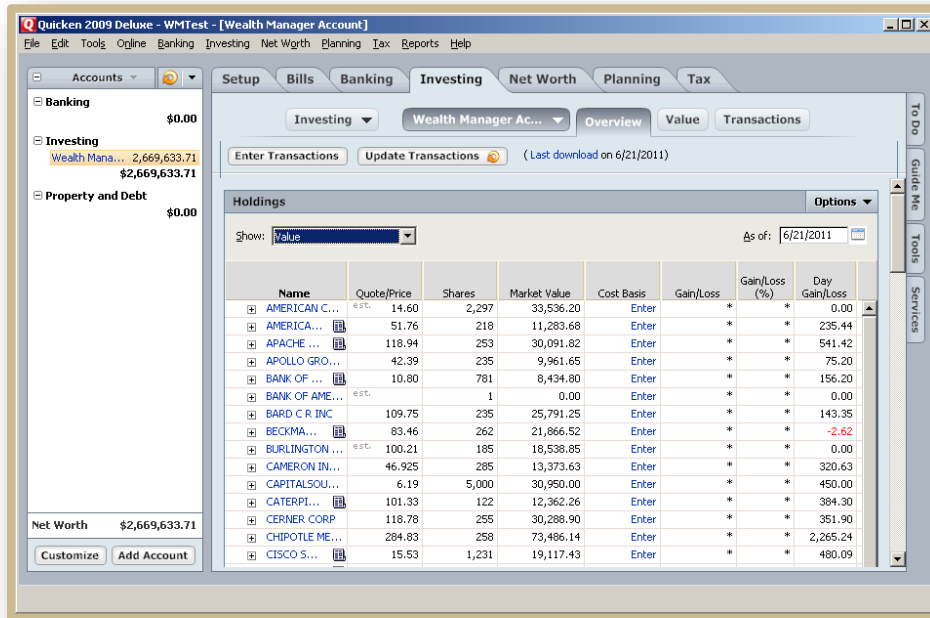 Quicken 2009 Deluxe - WMTest - [Wealth Manager Account]
File Edit Tools Online Banking Investing Net Worth Planning Tax Reports Help
Accounts
Setup Bills Banking Investing Net Worth Planning Tax
Banking
$0.00
Investing
Wealth Mana... 2,669,633.71
$2,669,633.71
Property and Debt
$0.00
Net Worth $2,669,633.71
Customize Add Account
Investing Wealth Manager Ac... Overview Value Transactions
Enter Transactions Update Transactions (Last download on 6/21/2011)
Holdings Options
Show: Value As of: 6/21/2011
Name Quote/Price Shares Market Value Cost Basis Gain/Loss Gain/Loss (%) Day Gain/Loss
AMERICAN C... est. 14.60 2,297 33,536.20 Enter * * 0.00
AMERICA... 51.76 218 11,283.68 Enter * * 235.44
APACHE ... 118.94 253 30,091.82 Enter * * 541.42
APOLLO GRO... 42.39 235 9,961.65 Enter * * 75.20
BANK OF ... 10.80 781 8,434.80 Enter * * 156.20
BANK OF AME... est. 1 0.00 Enter * * 0.00
BARD C R INC 109.75 235 25,791.25 Enter * * 143.35
BECKMA... 83.46 262 21,866.52 Enter * * -2.62
BURLINGTON ... est. 100.21 185 18,538.85 Enter * * 0.00
CAMERON IN... 46.925 285 13,373.63 Enter * * 320.63
CAPITALSOU... 6.19 5,000 30,950.00 Enter * * 450.00
CATERPI... 101.33 122 12,362.26 Enter * * 384.30
CERNER CORP 118.78 255 30,288.90 Enter * * 351.90
CHIPOTLE ME... 284.83 258 73,486.14 Enter * * 2,265.24
CISCO S... 15.53 1,231 19,117.43 Enter * * 480.09
To Do
Guide Me
Tools
Services